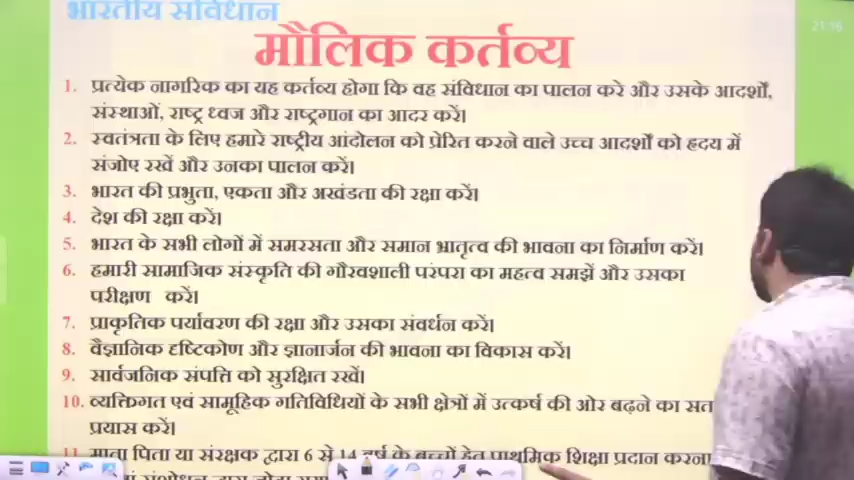 भारतीय संविधान
21:16
मौलिक कर्तव्य
1. प्रत्येक नागरिक का यह कर्तव्य होगा कि वह संविधान का पालन करे और उसके आदर्शों,
संस्थाओं, राष्ट्र ध्वज और राष्ट्रगान का आदर करें।
2. स्वतंत्रता के लिए हमारे राष्ट्रीय आंदोलन को प्रेरित करने वाले उच्च आदर्शों को हृदय में
संजोए रखें और उनका पालन करें।
3. भारत की प्रभुता, एकता और अखंडता की रक्षा करें।
4. देश की रक्षा करें।
5. भारत के सभी लोगों में समरसता और समान भ्रातृत्व की भावना का निर्माण करें।
6. हमारी सामाजिक संस्कृति की गौरवशाली परंपरा का महत्व समझें और उसका
परीक्षण करें।
7. प्राकृतिक पर्यावरण की रक्षा और उसका संवर्धन करें।
8. वैज्ञानिक दृष्टिकोण और ज्ञानार्जन की भावना का विकास करें।
9. सार्वजनिक संपत्ति को सुरक्षित रखें।
10. व्यक्तिगत एवं सामूहिक गतिविधियों के सभी क्षेत्रों में उत्कर्ष की ओर बढ़ने का सत
प्रयास करें।
11. माता पिता या संरक्षक द्वारा 6 से 14 वर्ष के बच्चों हेतु प्राथमिक शिक्षा प्रदान करना